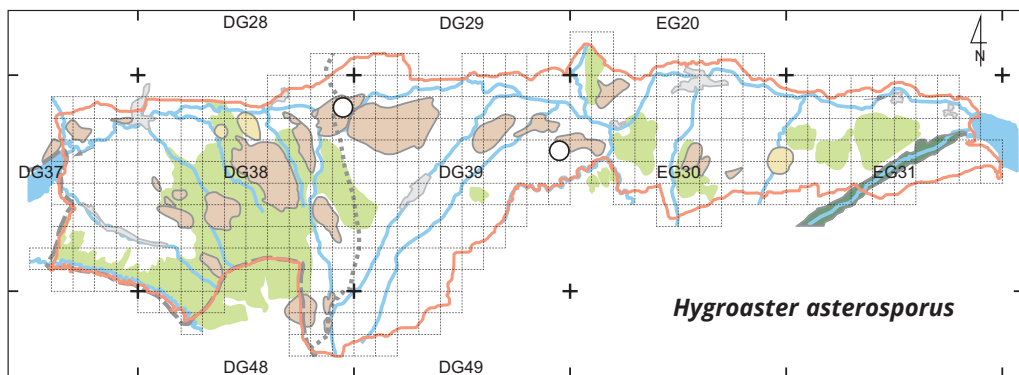 DG28 DG29 EG20
N
DG37 DG38 DG39 EG30 EG31
Hygroaster asterosporus
DG48 DG49